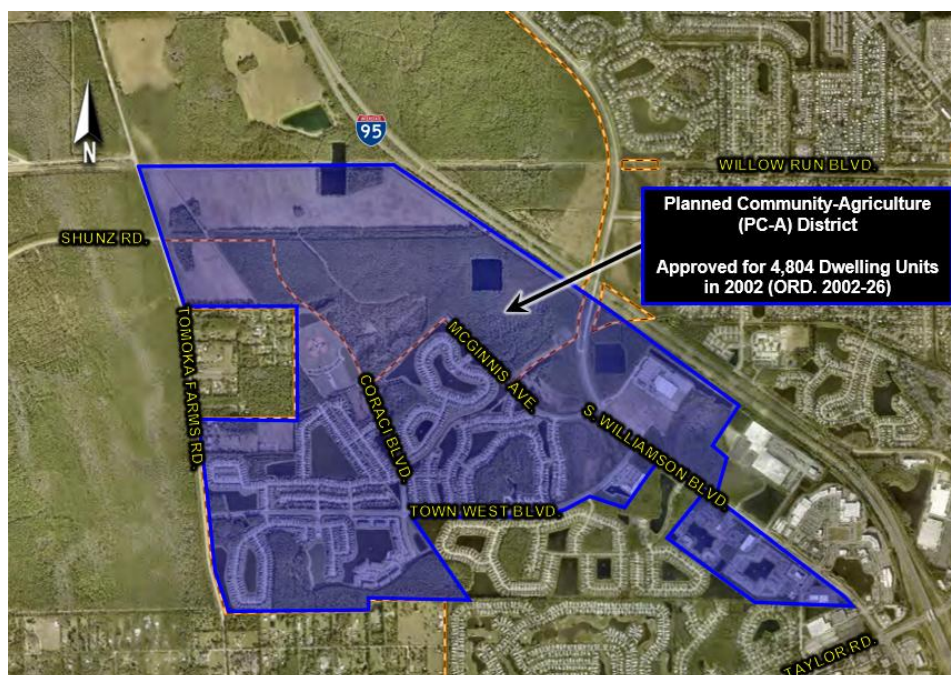 N
INTERSTATE
95
WILLOW RUN BLVD.
Planned Community-Agriculture
(PC-A) District
Approved for 4,804 Dwelling Units
in 2002 (ORD. 2002-26)
SHUNZ RD.
TOMOKA FARMS RD.
CORACI BLVD.
MCGINNIS AVE.
S. WILLIAMSON BLVD.
TOWN WEST BLVD.
TAYLOR RD.